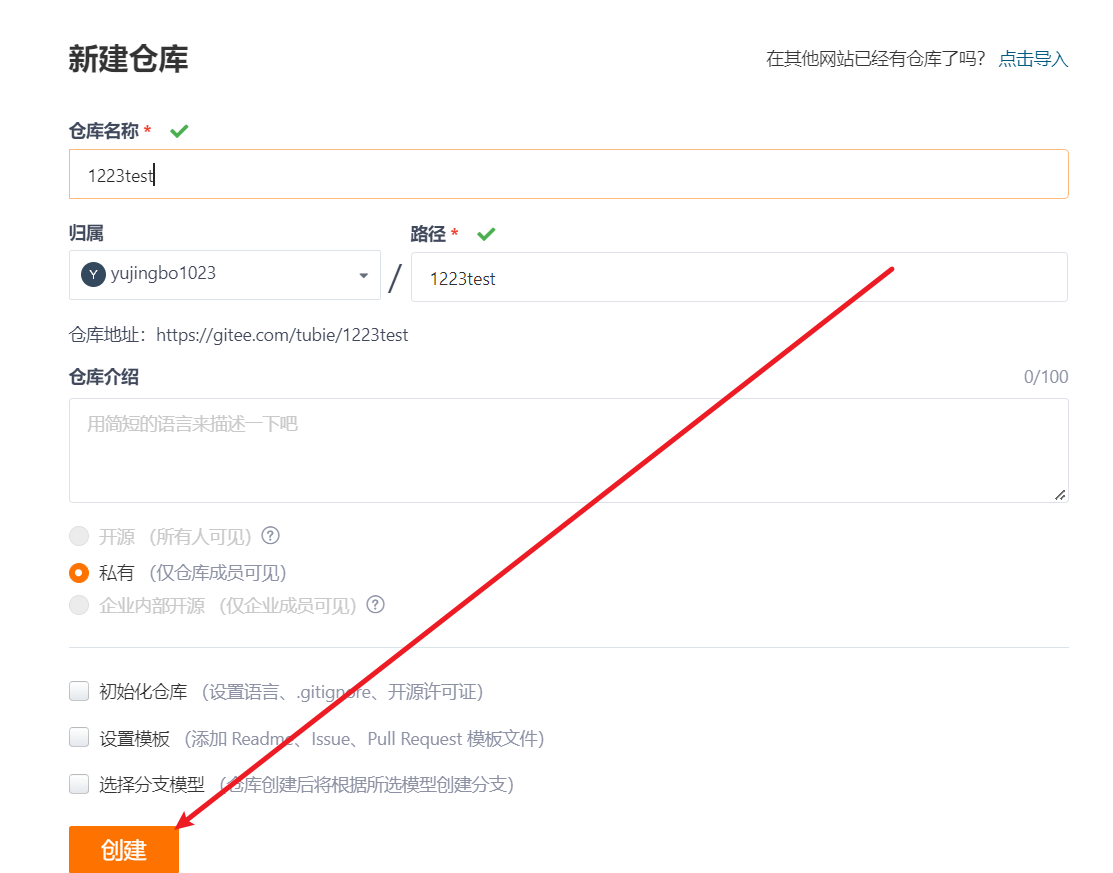 新建仓库
在其他网站已经有仓库了吗? 点击导入
仓库名称 *
1223test
归属
路径 *
Y yujingbo1023 / 1223test
仓库地址：https://gitee.com/tubie/1223test
仓库介绍
0/100
用简短的语言来描述一下吧
开源 （所有人可见） ?
私有 （仅仓库成员可见）
企业内部开源 （仅企业成员可见） ?
初始化仓库 （设置语言、.gitignore、开源许可证）
设置模板 （添加 Readme、Issue、Pull Request 模板文件）
选择分支模型 （仓库创建后将根据所选模型创建分支）
创建